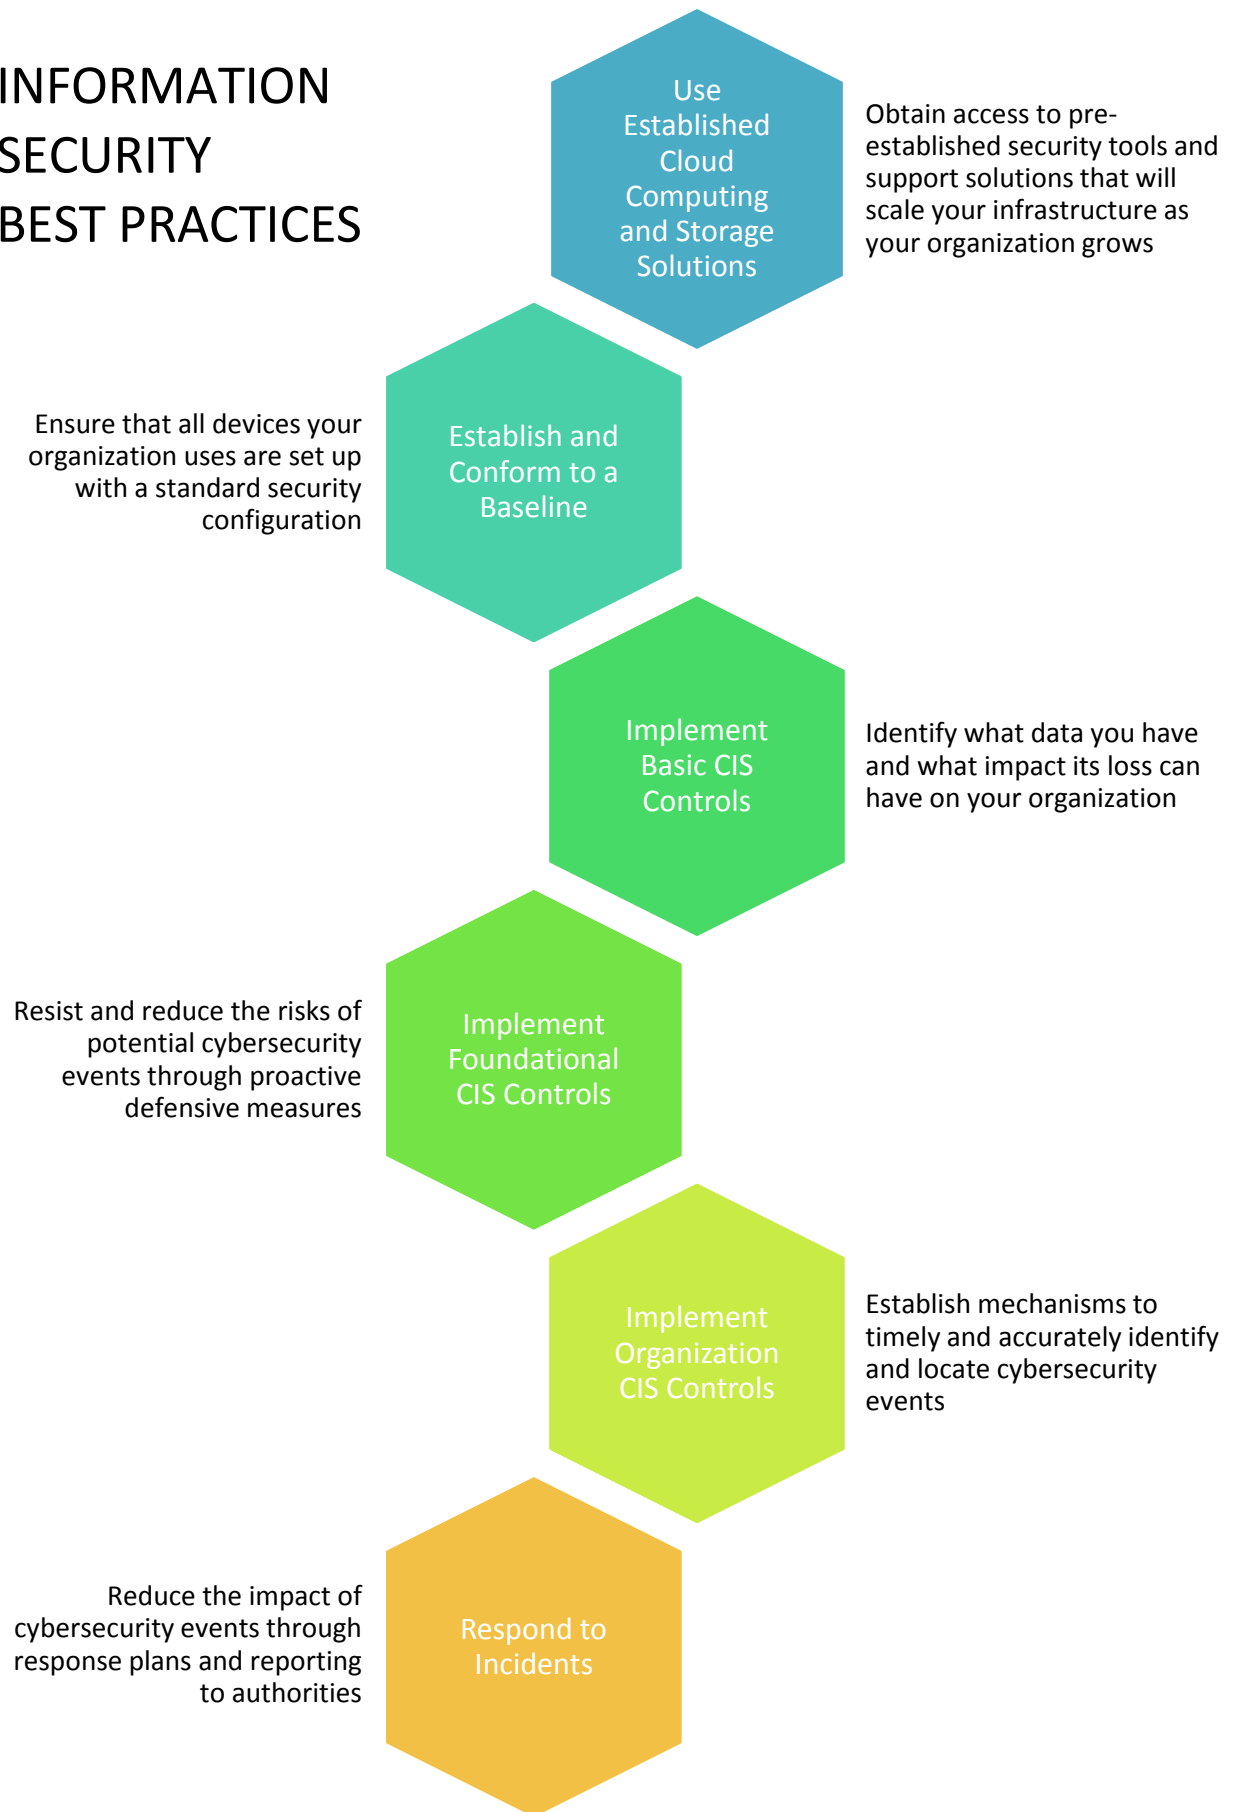 INFORMATION
SECURITY
BEST PRACTICES
Use
Established
Cloud
Computing
and Storage
Solutions
Obtain access to pre-
established security tools and
support solutions that will
scale your infrastructure as
your organization grows
Ensure that all devices your
organization uses are set up
with a standard security
configuration
Establish and
Conform to a
Baseline
Implement
Basic CIS
Controls
Identify what data you have
and what impact its loss can
have on your organization
Resist and reduce the risks of
potential cybersecurity
events through proactive
defensive measures
Implement
Foundational
CIS Controls
Implement
Organization
CIS Controls
Establish mechanisms to
timely and accurately identify
and locate cybersecurity
events
Reduce the impact of
cybersecurity events through
response plans and reporting
to authorities
Respond to
Incidents